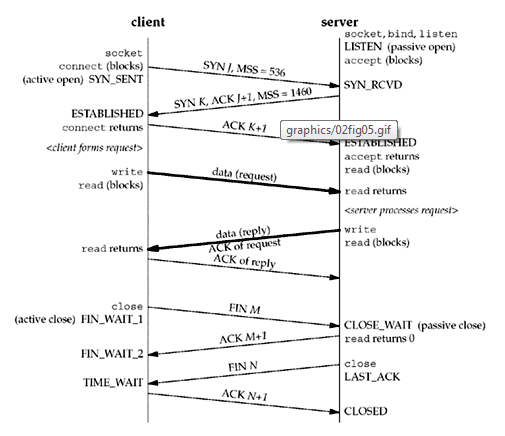 client
server
socket, bind, listen
LISTEN (passive open)
accept (blocks)
socket
connect (blocks)
(active open) SYN_SENT
SYN J, MSS = 536
SYN_RCVD
SYN K, ACK J+1, MSS = 1460
ESTABLISHED
connect returns
ACK K+1
graphics/02fig05.gif
ESTABLISHED
<client forms request>
accept returns
read (blocks)
write
read (blocks)
data (request)
read returns
<server processes request>
data (reply)
ACK of request
write
read (blocks)
read returns
ACK of reply
close
(active close) FIN_WAIT_1
FIN M
CLOSE_WAIT (passive close)
read returns 0
ACK M+1
FIN_WAIT_2
FIN N
close
LAST_ACK
TIME_WAIT
ACK N+1
CLOSED